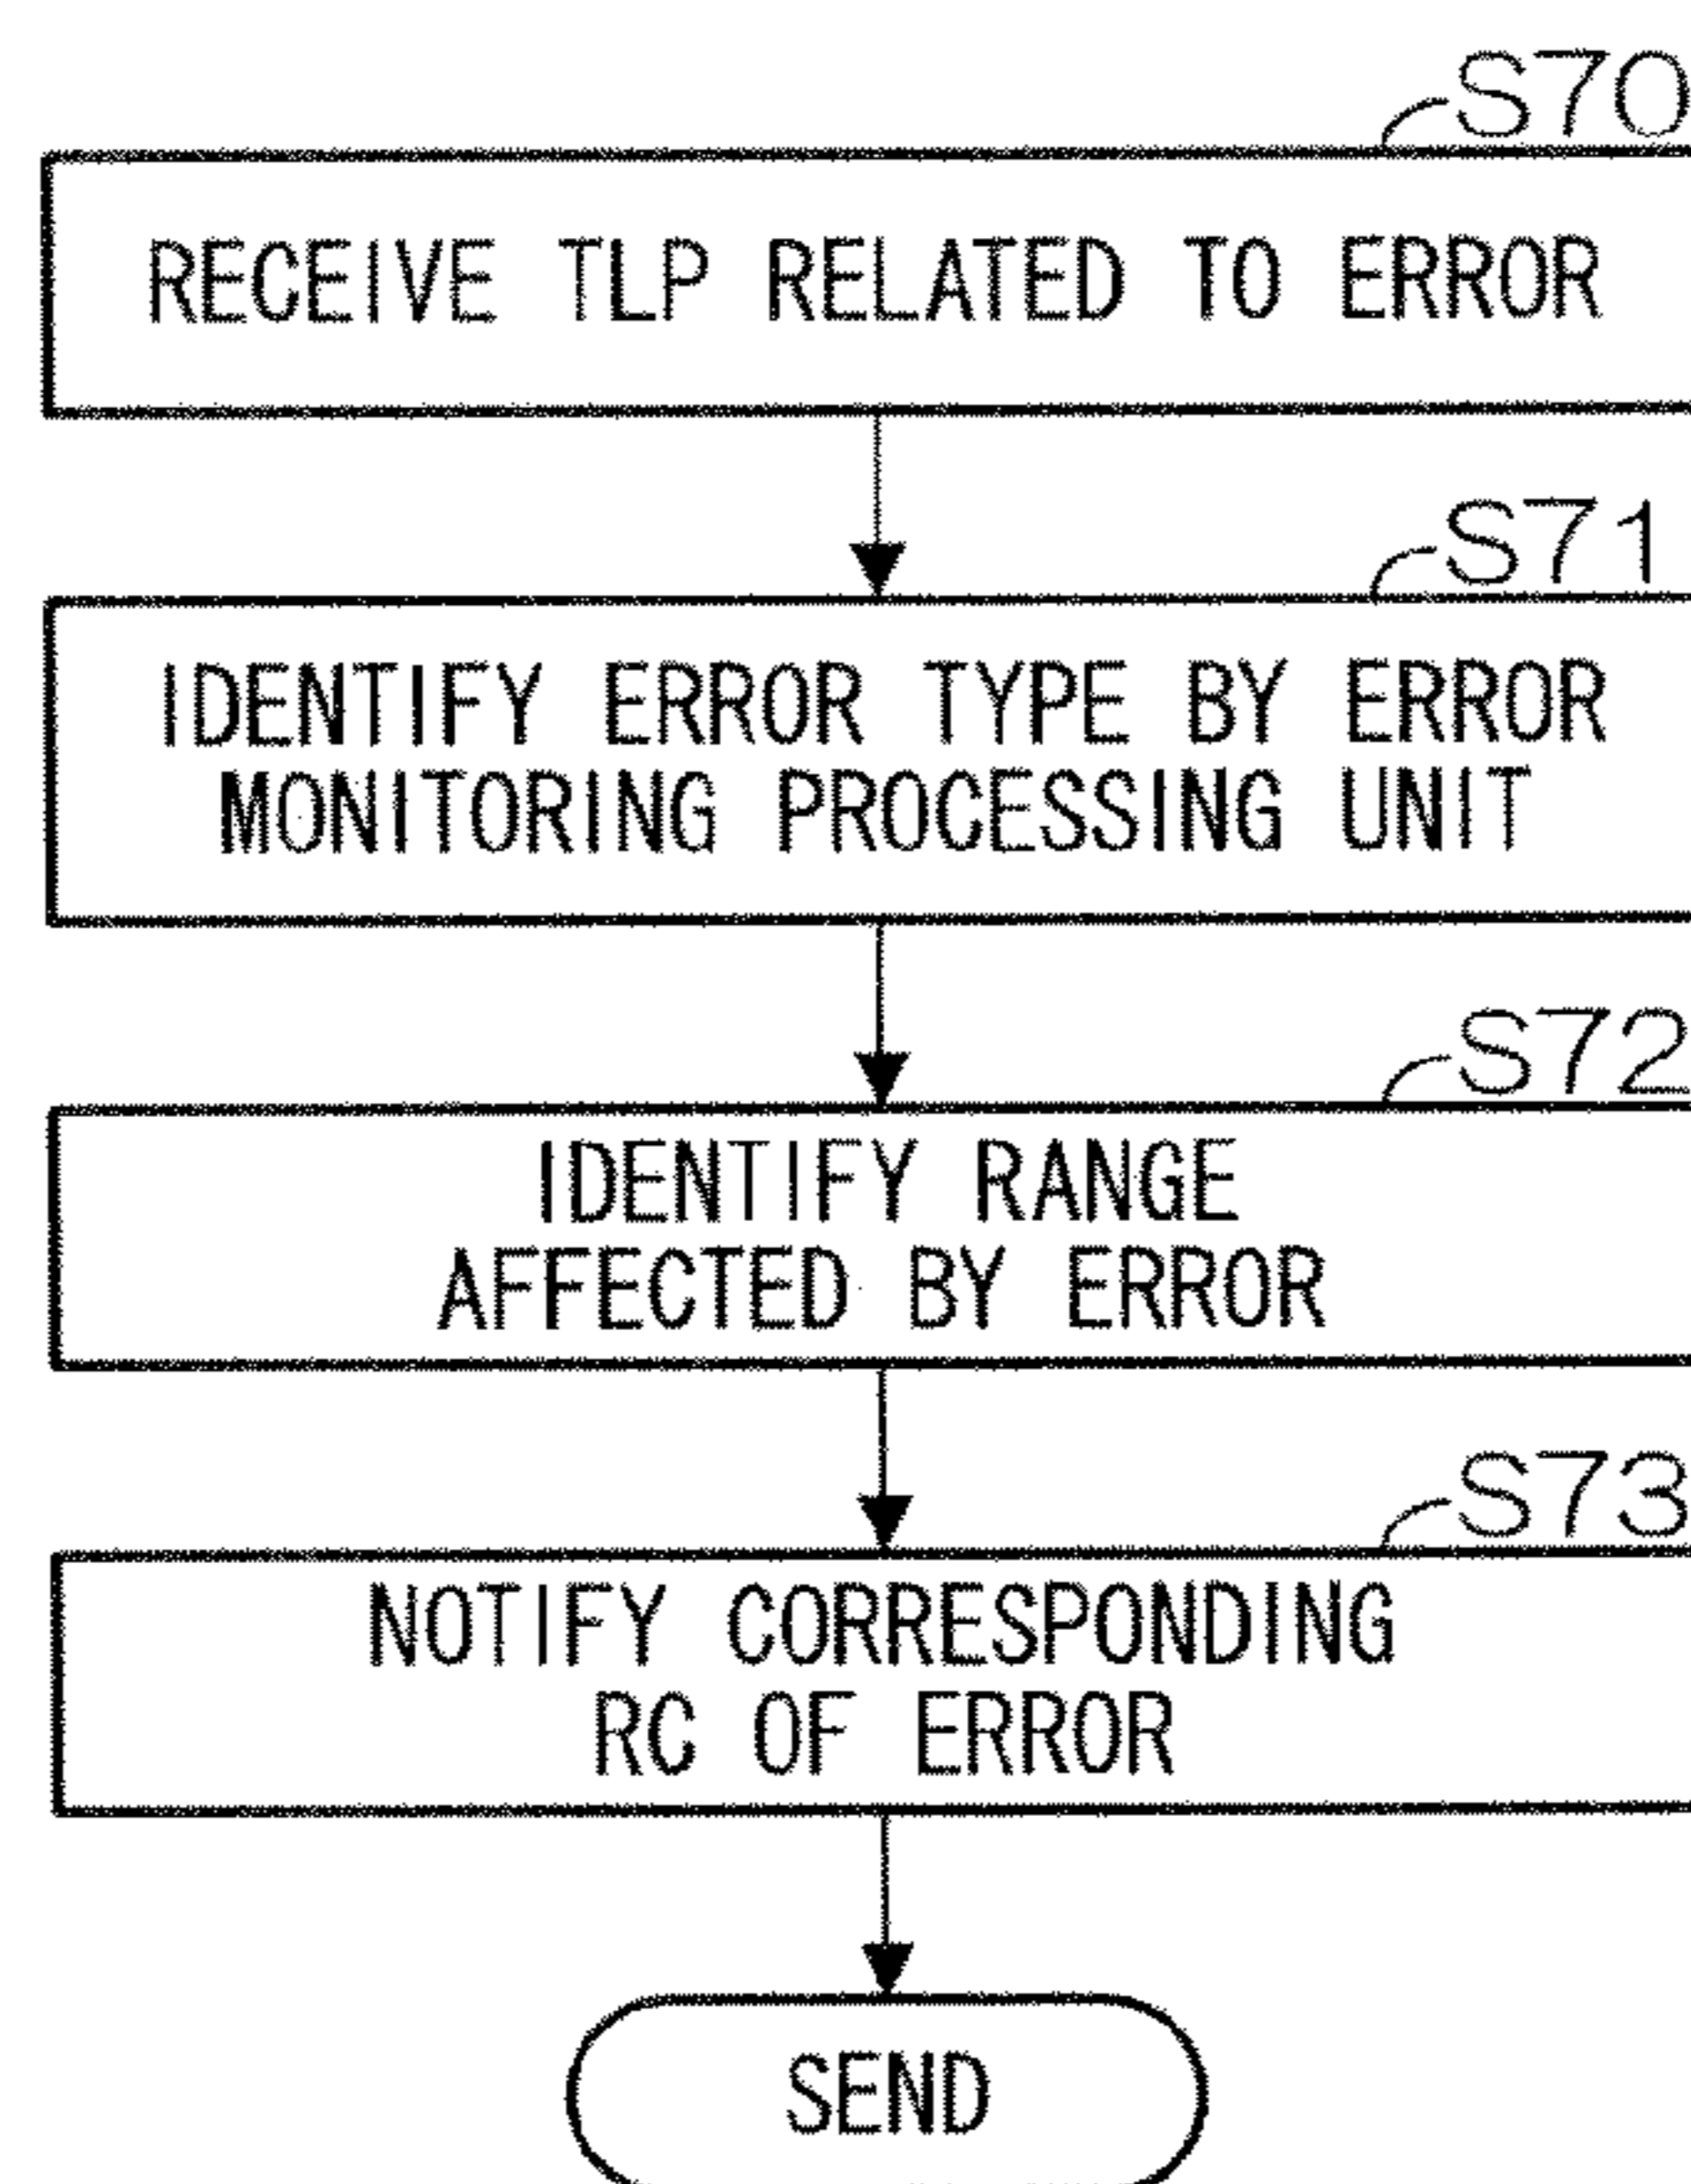 S70
RECEIVE TLP RELATED TO ERROR
S71
IDENTIFY ERROR TYPE BY ERROR
MONITORING PROCESSING UNIT
S72
IDENTIFY RANGE
AFFECTED BY ERROR
S73
NOTIFY CORRESPONDING
RC OF ERROR
SEND